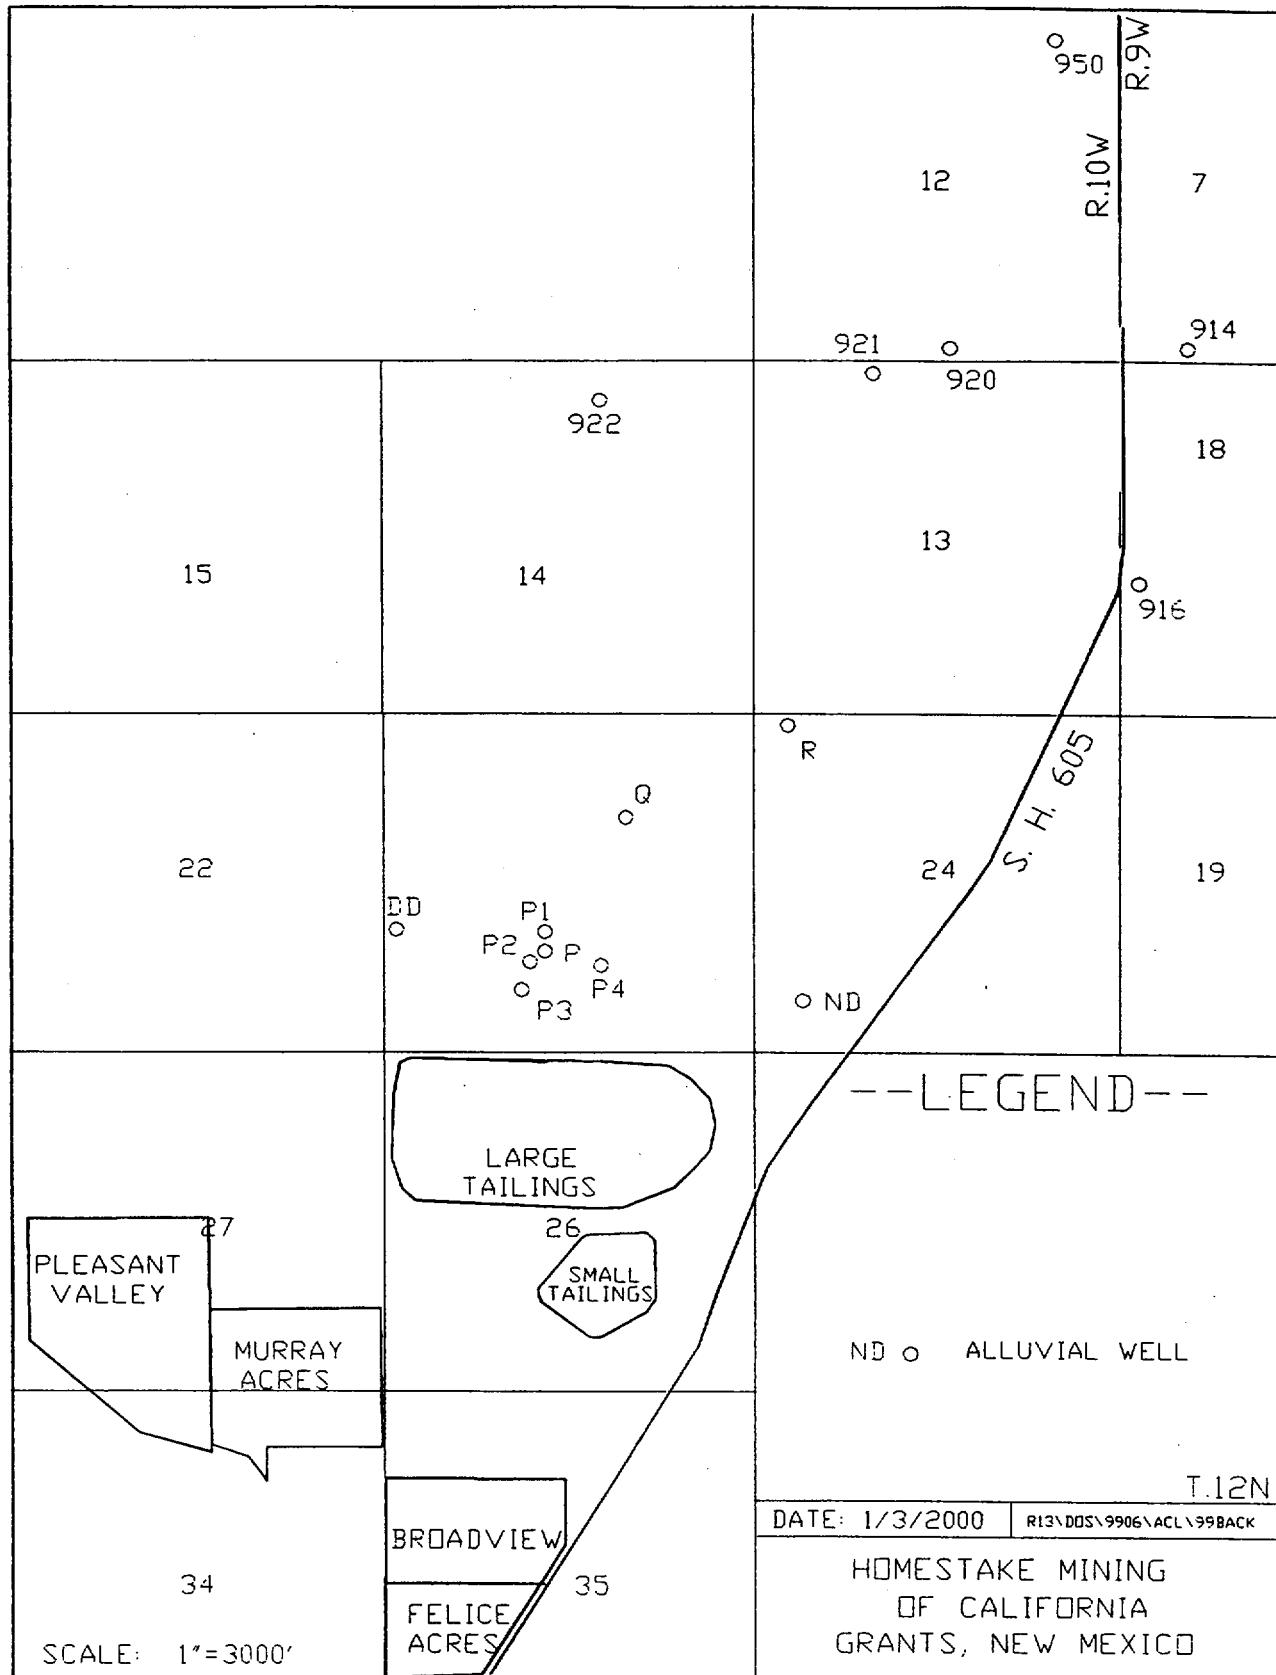 950
R.9W
R.10W
12
7
914
921
920
922
18
13
15
14
916
R
S. H. 605
Q
22
24
19
DD
P1
P2
P
P4
P3
ND
--LEGEND--
LARGE
TAILINGS
27
26
PLEASANT
VALLEY
SMALL
TAILINGS
MURRAY
ACRES
ND ALLUVIAL WELL
T.12N
DATE: 1/3/2000
R13\DOS\9906\ACL\99BACK
BROADVIEW
34
35
FELICE
ACRES
HOMESTAKE MINING
OF CALIFORNIA
GRANTS, NEW MEXICO
SCALE: 1"=3000'